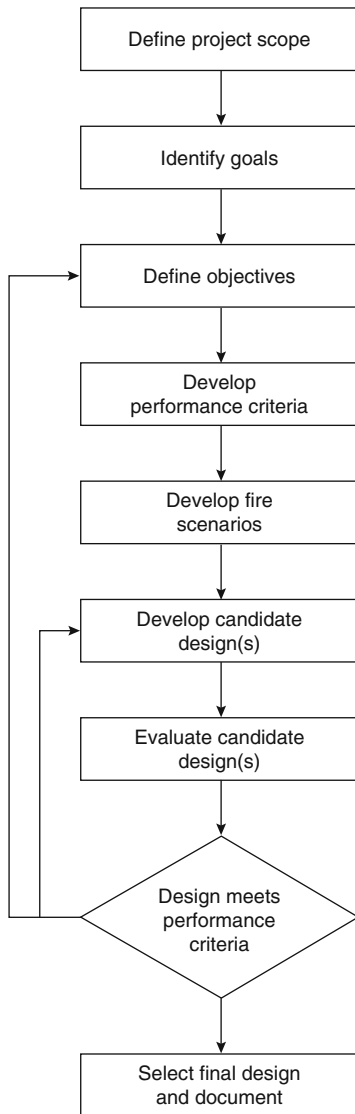 Define project scope
Identify goals
Define objectives
Develop
performance criteria
Develop fire
scenarios
Develop candidate
design(s)
Evaluate candidate
design(s)
Design meets
performance
criteria
Select final design
and document